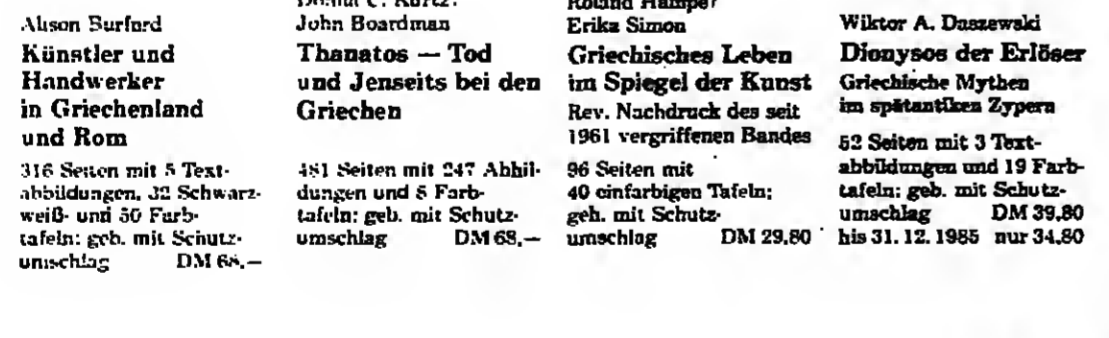 Alison Burford
Künstler und
Handwerker
in Griechenland
und Rom
316 Seiten mit 5 Text-
abbildungen, 32 Schwarz-
weiß- und 50 Farb-
tafeln; geb. mit Schutz-
umschlag DM 68,—
Donna C. Kurtz.
John Boardman
Thanatos — Tod
und Jenseits bei den
Griechen
481 Seiten mit 247 Abbil-
dungen und 8 Farb-
tafeln; geb. mit Schutz-
umschlag DM 68,—
Roland Hampe/
Erika Simon
Griechisches Leben
im Spiegel der Kunst
Rev. Nachdruck des seit
1961 vergriffenen Bandes
96 Seiten mit
40 einfarbigen Tafeln;
geb. mit Schutz-
umschlag DM 29.80
Wiktor A. Daszewski
Dionysos der Erlöser
Griechische Mythen
im spätantiken Zypern
52 Seiten mit 3 Text-
abbildungen und 19 Farb-
tafeln; geb. mit Schutz-
umschlag DM 39.80
bis 31. 12. 1985 nur 34.80